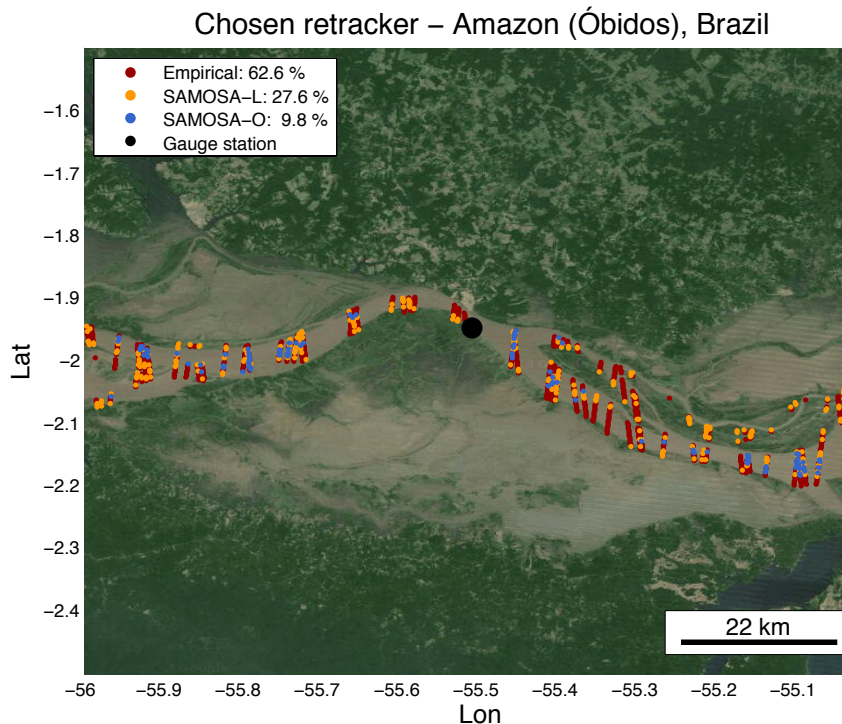 Chosen retracker − Amazon (Óbidos), Brazil
Empirical: 62.6 %
SAMOSA−L: 27.6 %
SAMOSA−O: 9.8 %
Gauge station
−1.6
−1.7
−1.8
−1.9
−2
−2.1
−2.2
−2.3
−2.4
Lat
22 km
−56 −55.9 −55.8 −55.7 −55.6 −55.5 −55.4 −55.3 −55.2 −55.1
Lon